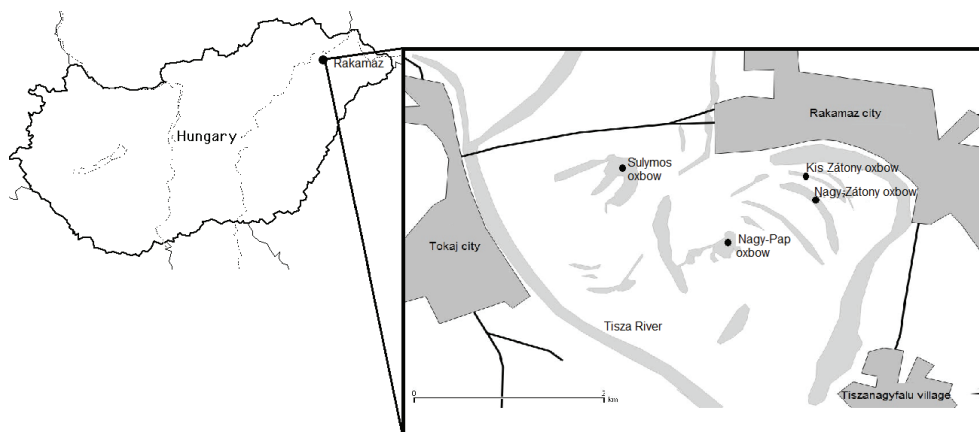 Rakamaz
Hungary
Rakamaz city
Sulymos
oxbow
Kis Zátony oxbow
Nagy-Zátony oxbow
Nagy-Pap
oxbow
Tokaj city
Tisza River
Tiszanagyfalu village
0
2
km